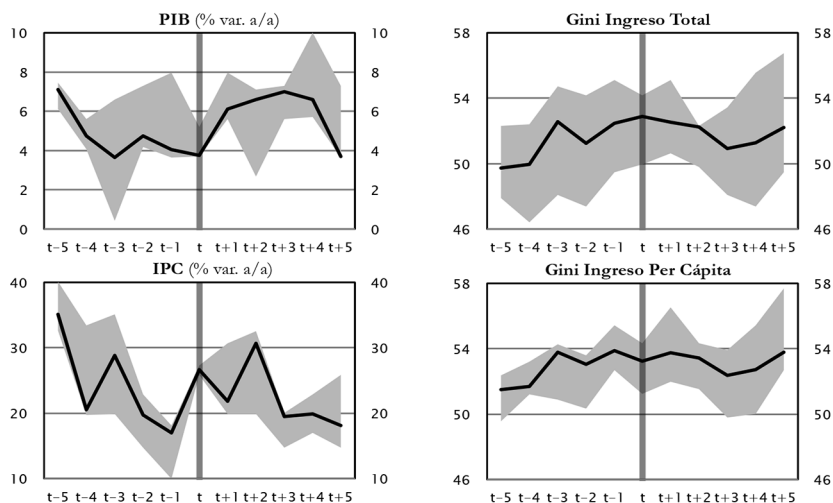 PIB (% var. a/a)
10 10
8 8
6 6
4 4
2 2
0 0
t−5 t−4 t−3 t−2 t−1 t t+1 t+2 t+3 t+4 t+5
Gini Ingreso Total
58 58
54 54
50 50
46 46
t−5 t−4 t−3 t−2 t−1 t t+1 t+2 t+3 t+4 t+5
IPC (% var. a/a)
40 40
30 30
20 20
10 10
t−5 t−4 t−3 t−2 t−1 t t+1 t+2 t+3 t+4 t+5
Gini Ingreso Per Cápita
58 58
54 54
50 50
46 46
t−5 t−4 t−3 t−2 t−1 t t+1 t+2 t+3 t+4 t+5